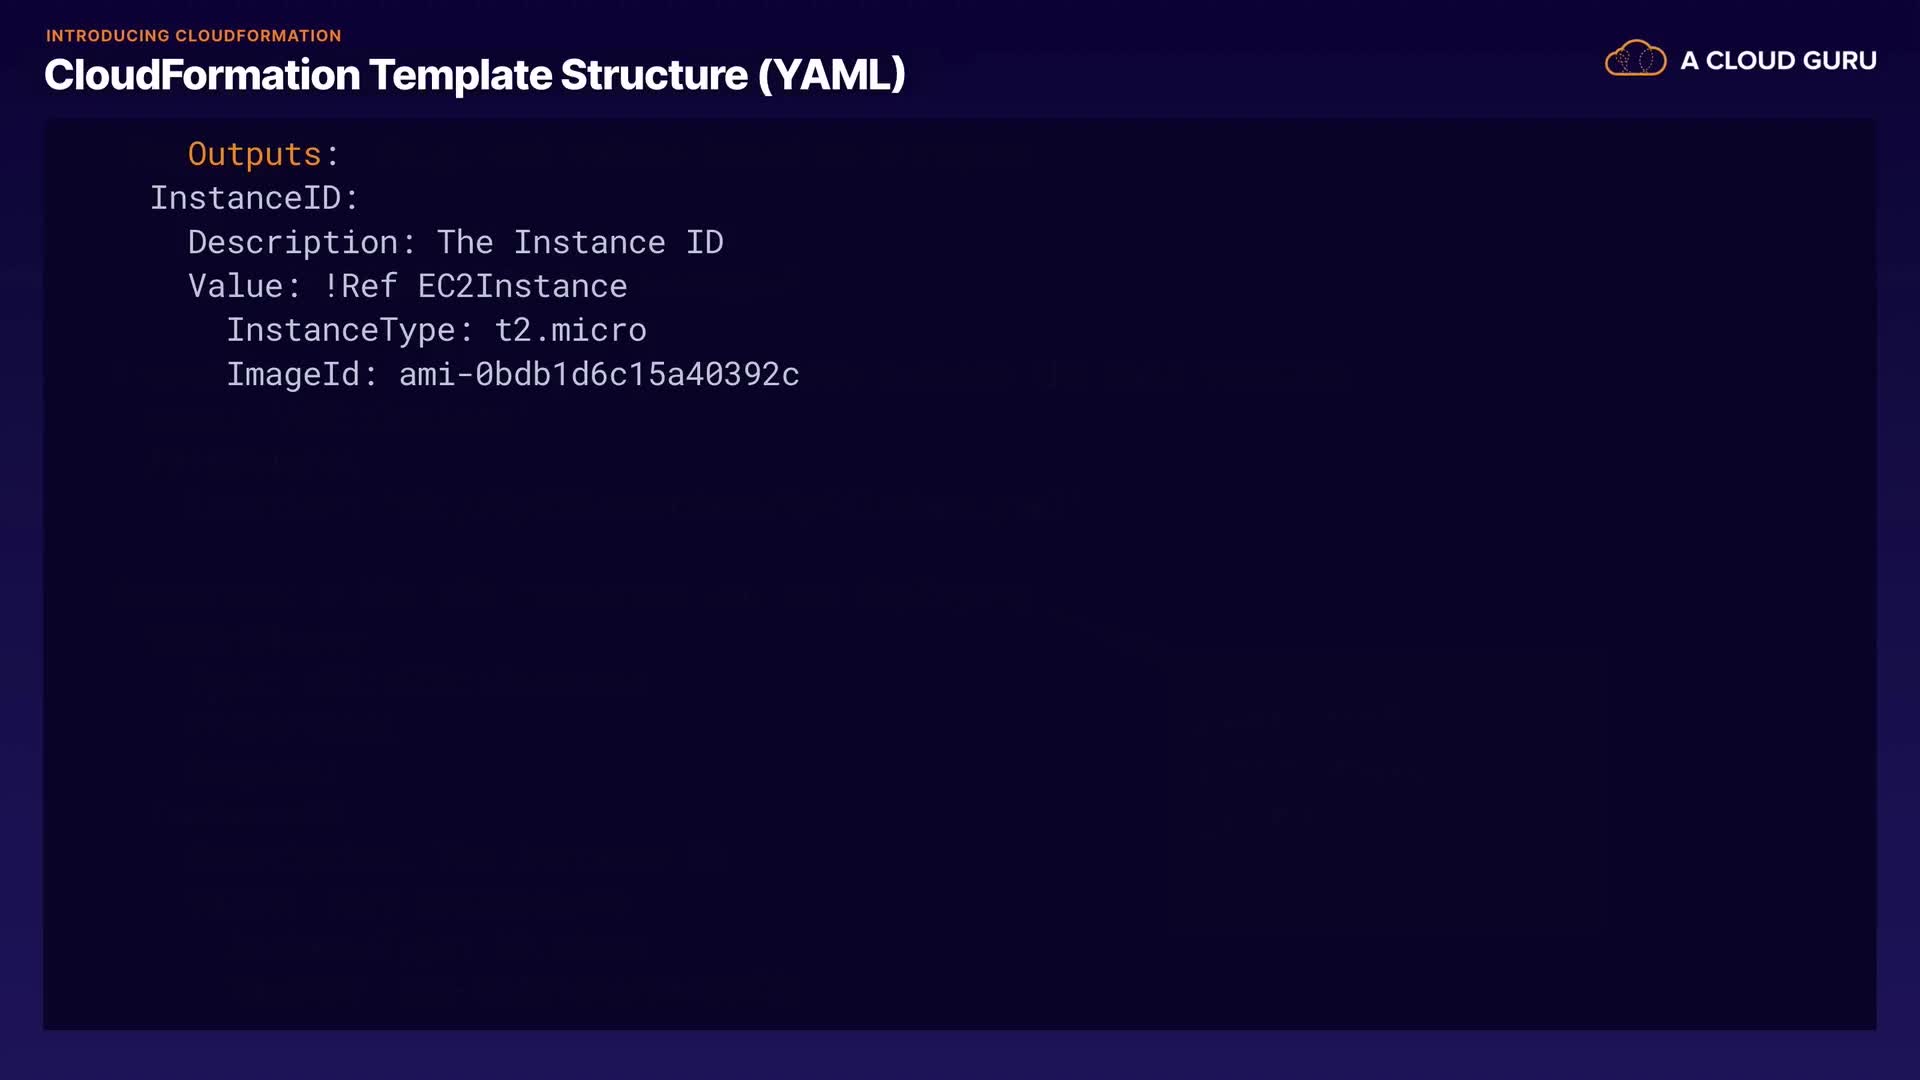 INTRODUCING CLOUDFORMATION
CloudFormation Template Structure (YAML)
A CLOUD GURU
Outputs:
InstanceID:
Description: The Instance ID
Value: !Ref EC2Instance
InstanceType: t2.micro
ImageId: ami-0bdb1d6c15a40392c